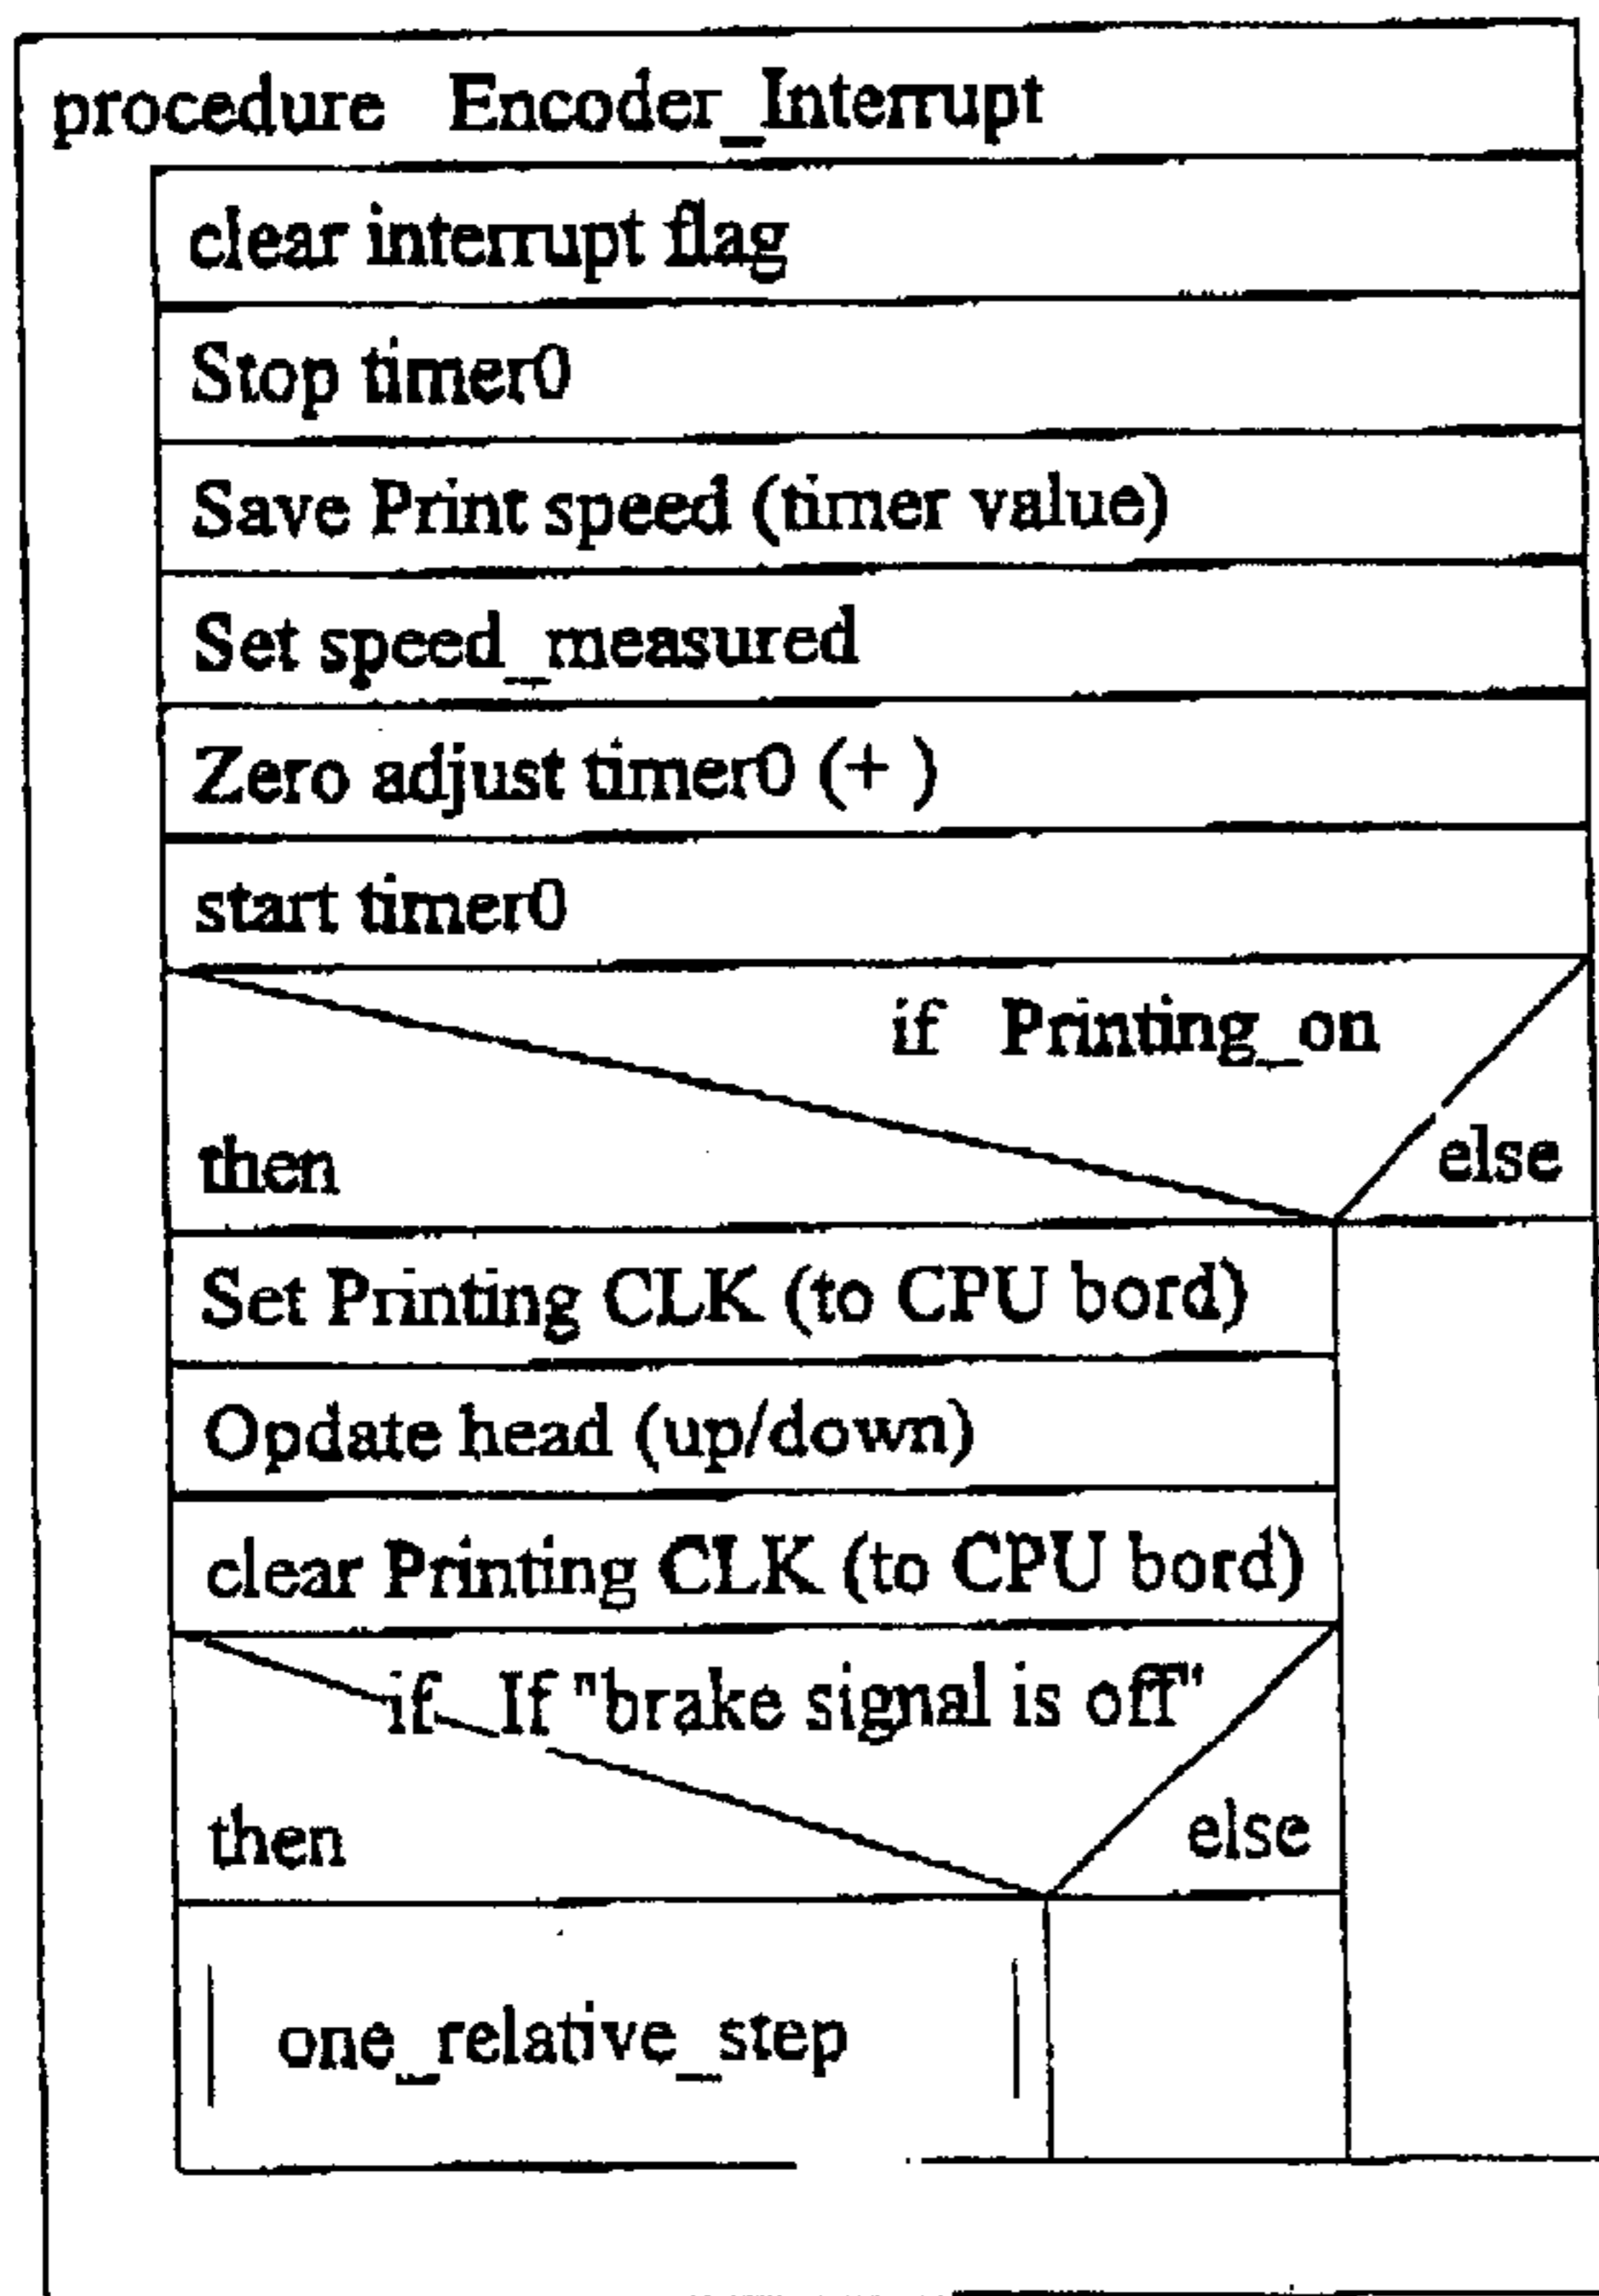 procedure Encoder_Interrupt
clear interrupt flag
Stop timer0
Save Print speed (timer value)
Set speed_measured
Zero adjust timer0 (+ )
start timer0
if Printing_on
then else
Set Printing CLK (to CPU bord)
Opdate head (up/down)
clear Printing CLK (to CPU bord)
if If "brake signal is off"
then else
one_relative_step